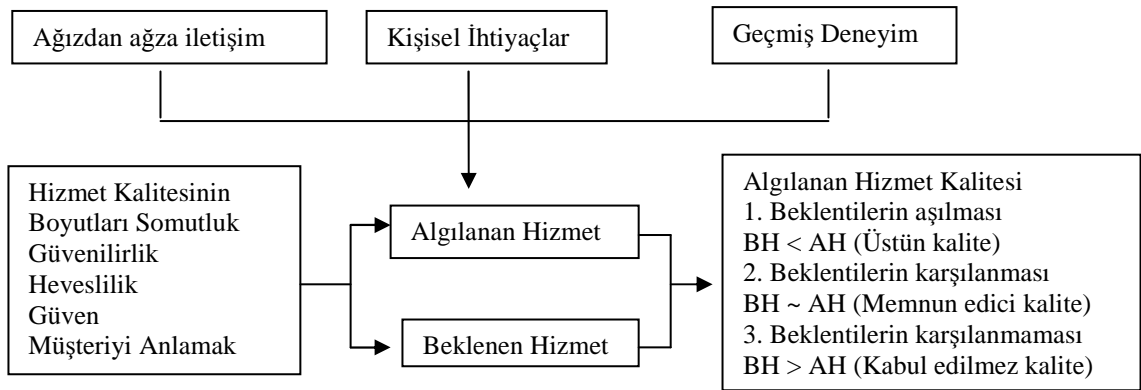 Ağızdan ağza iletişim
Kişisel İhtiyaçlar
Geçmiş Deneyim
Hizmet Kalitesinin
Boyutları Somutluk
Güvenilirlik
Heveslilik
Güven
Müşteriyi Anlamak
Algılanan Hizmet
Beklenen Hizmet
Algılanan Hizmet Kalitesi
1. Beklentilerin aşılması
BH < AH (Üstün kalite)
2. Beklentilerin karşılanması
BH ~ AH (Memnun edici kalite)
3. Beklentilerin karşılanmaması
BH > AH (Kabul edilmez kalite)